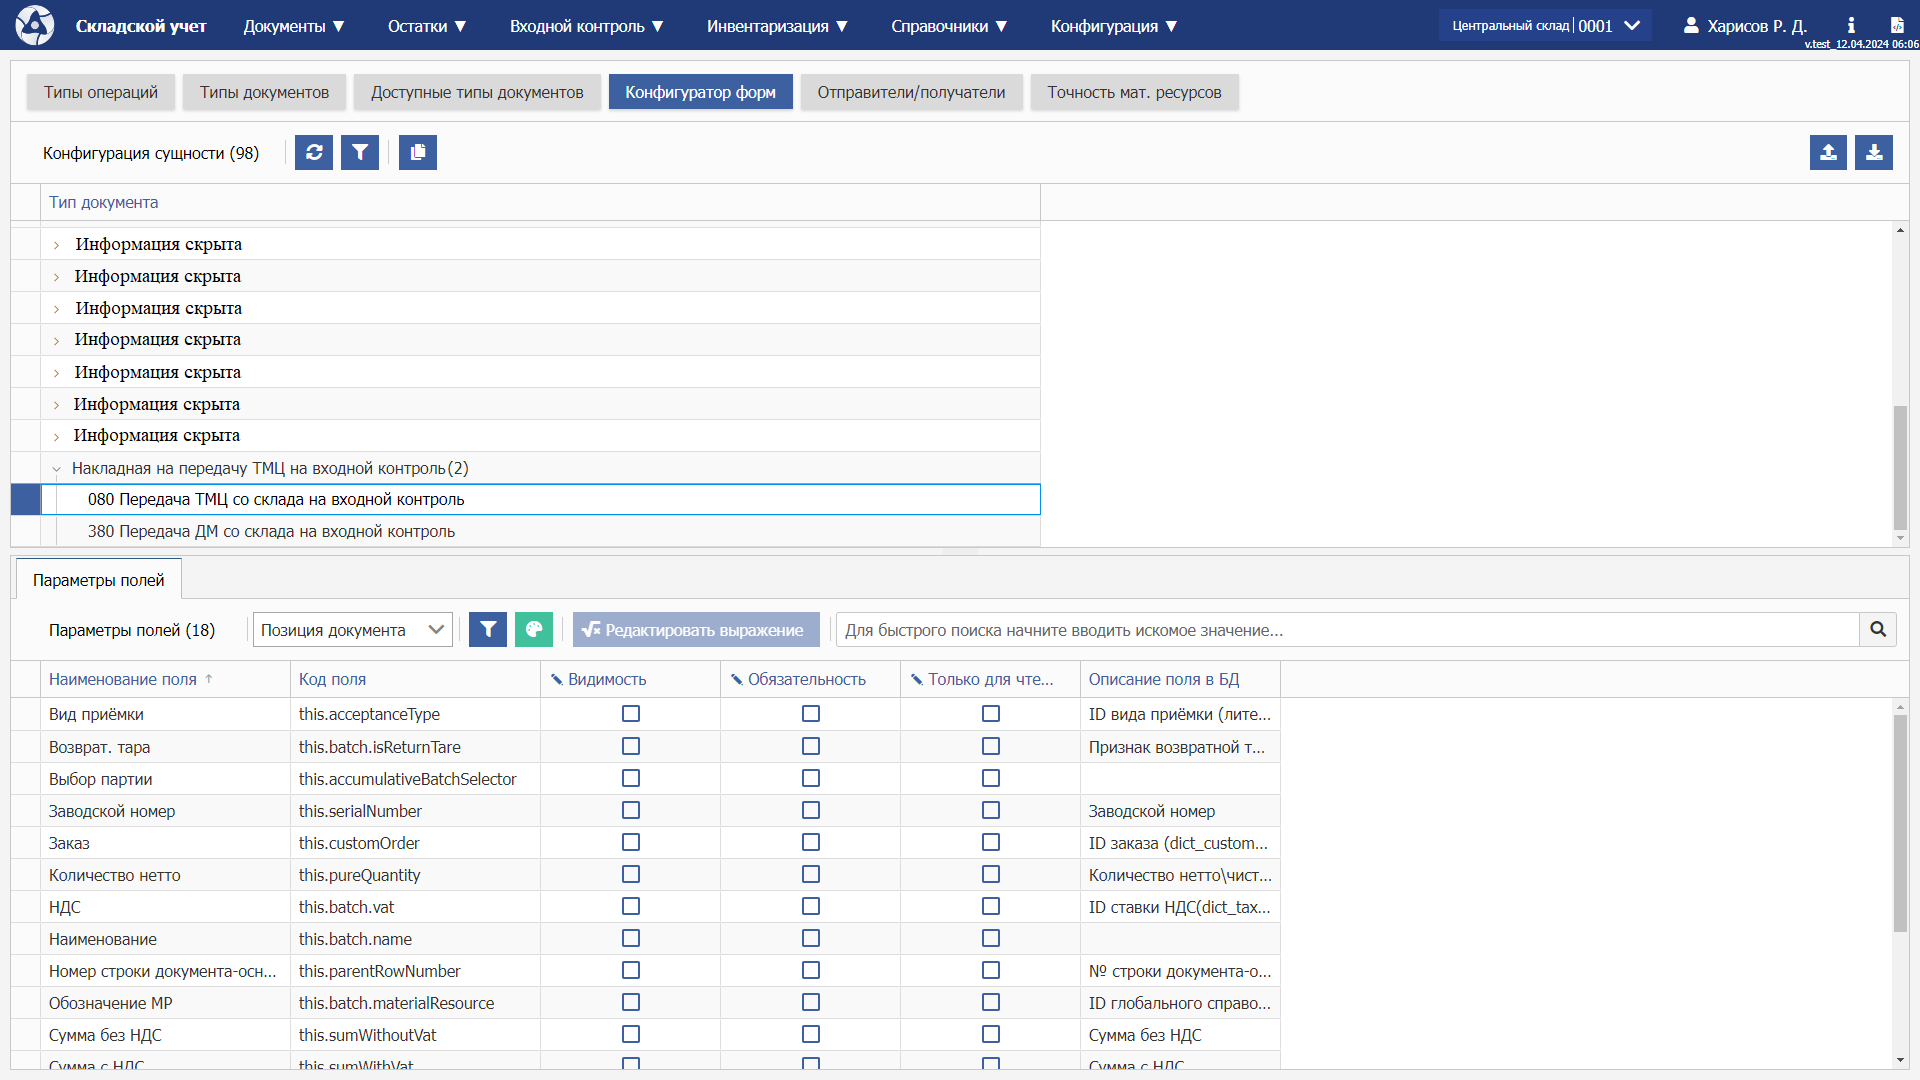 Складской учет
Документы ▼
Остатки ▼
Входной контроль ▼
Инвентаризация ▼
Справочники ▼
Конфигурация ▼
Центральный склад | 0001
Харисов Р. Д.
v.test_12.04.2024 06:06
Типы операций
Типы документов
Доступные типы документов
Конфигуратор форм
Отправители/получатели
Точность мат. ресурсов
Конфигурация сущности (98)
Тип документа
Информация скрыта
Информация скрыта
Информация скрыта
Информация скрыта
Информация скрыта
Информация скрыта
Информация скрыта
Накладная на передачу ТМЦ на входной контроль(2)
080 Передача ТМЦ со склада на входной контроль
380 Передача ДМ со склада на входной контроль
Параметры полей
Параметры полей (18)
Позиция документа
Редактировать выражение
Для быстрого поиска начните вводить искомое значение...
Наименование поля ↑ Код поля Видимость Обязательность Только для чте... Описание поля в БД
Вид приёмки this.acceptanceType ID вида приёмки (лите...
Возврат. тара this.batch.isReturnTare Признак возвратной т...
Выбор партии this.accumulativeBatchSelector
Заводской номер this.serialNumber Заводской номер
Заказ this.customOrder ID заказа (dict_custom...
Количество нетто this.pureQuantity Количество нетто\чист...
НДС this.batch.vat ID ставки НДС(dict_tax...
Наименование this.batch.name
Номер строки документа-осн... this.parentRowNumber № строки документа-о...
Обозначение МР this.batch.materialResource ID глобального справо...
Сумма без НДС this.sumWithoutVat Сумма без НДС
Сумма с НДС this.sumWithVat Сумма с НДС